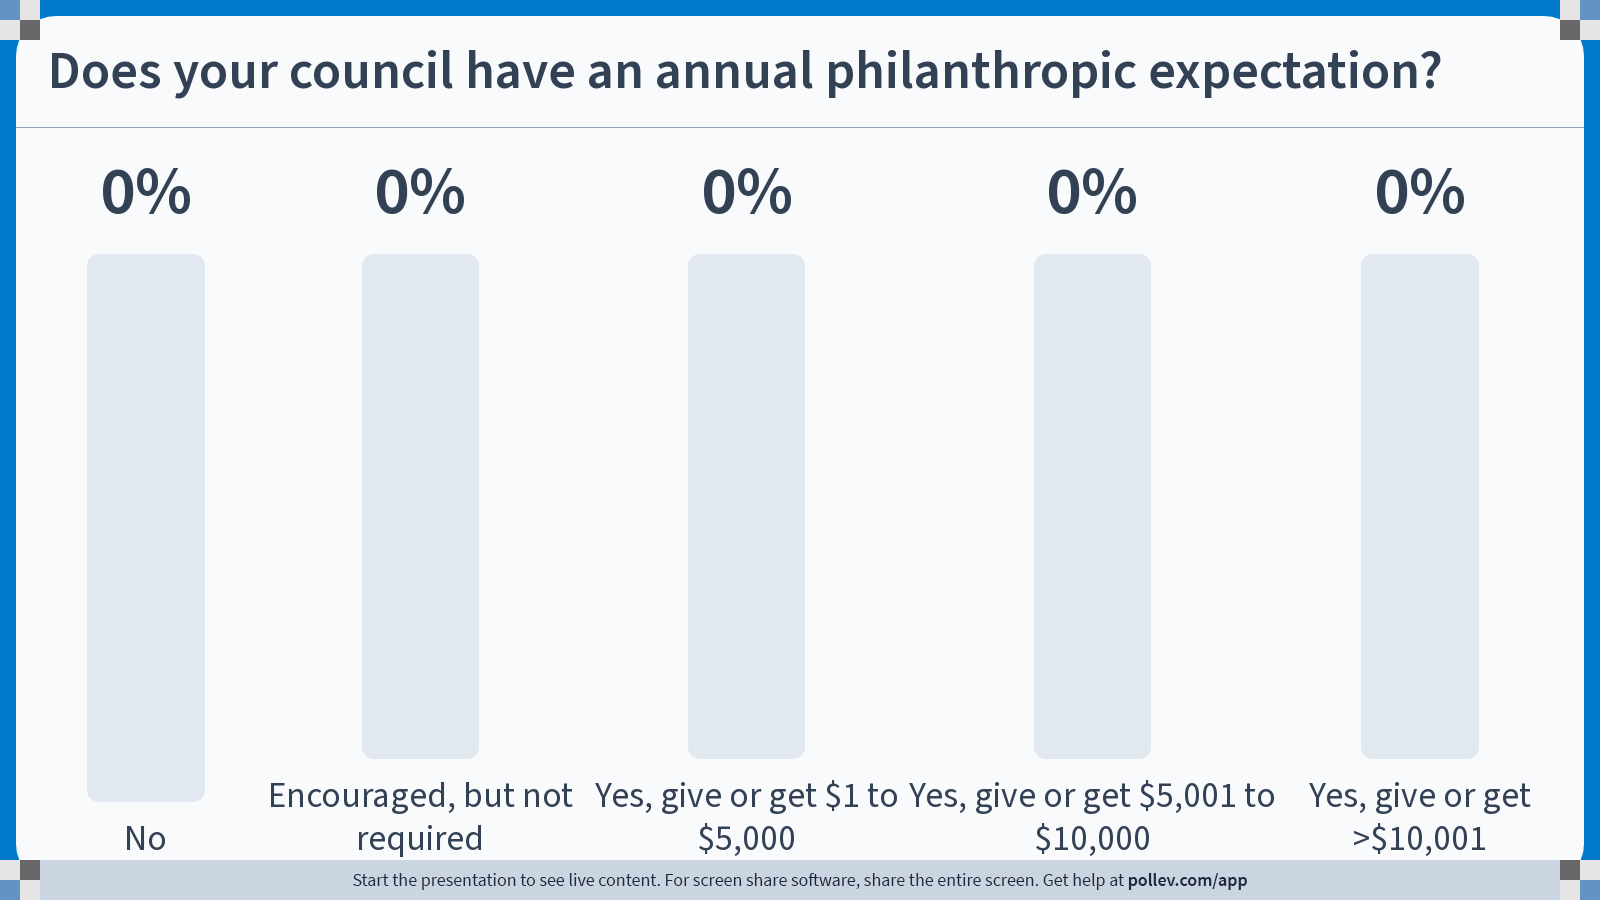 Does your council have an annual philanthropic expectation?
0% 0% 0% 0% 0%
No
Encouraged, but not
required
Yes, give or get $1 to
$5,000
Yes, give or get $5,001 to
$10,000
Yes, give or get
>$10,001
Start the presentation to see live content. For screen share software, share the entire screen. Get help at pollev.com/app